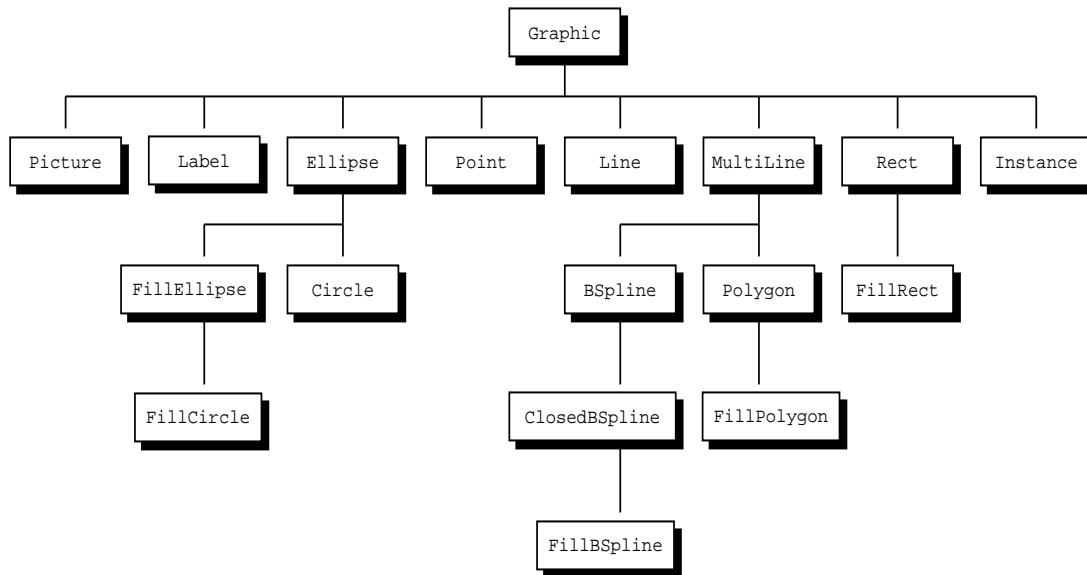 Graphic
Picture
Label
Ellipse
Point
Line
MultiLine
Rect
Instance
FillEllipse
Circle
BSpline
Polygon
FillRect
FillCircle
ClosedBSpline
FillPolygon
FillBSpline